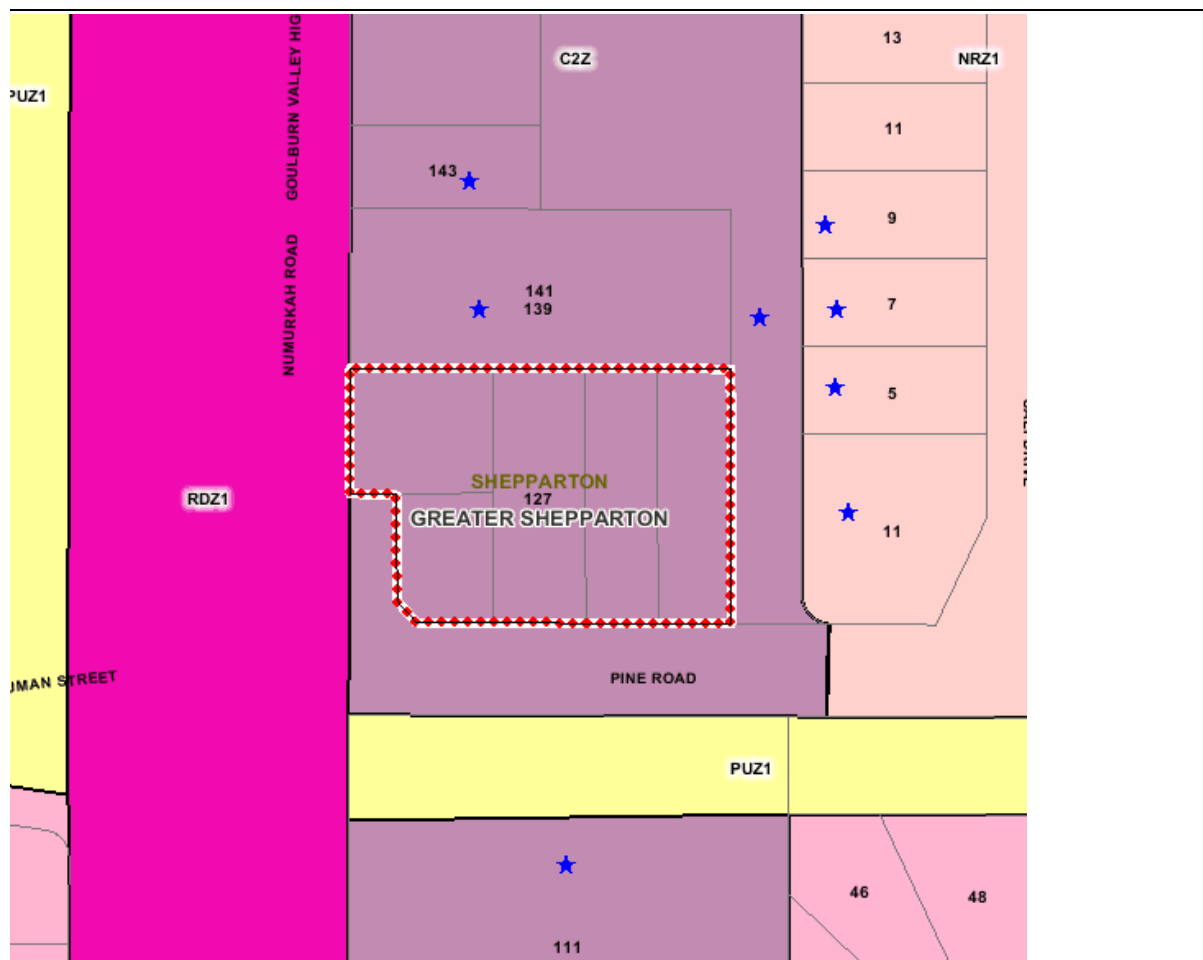 GOULBURN VALLEY HIG
C2Z
13
NRZ1
PUZ1
11
143
9
NUMURKAH ROAD
141
139
7
5
SHEPPARTON
127
RDZ1
GREATER SHEPPARTON
11
UMAN STREET
PINE ROAD
PUZ1
46
48
111